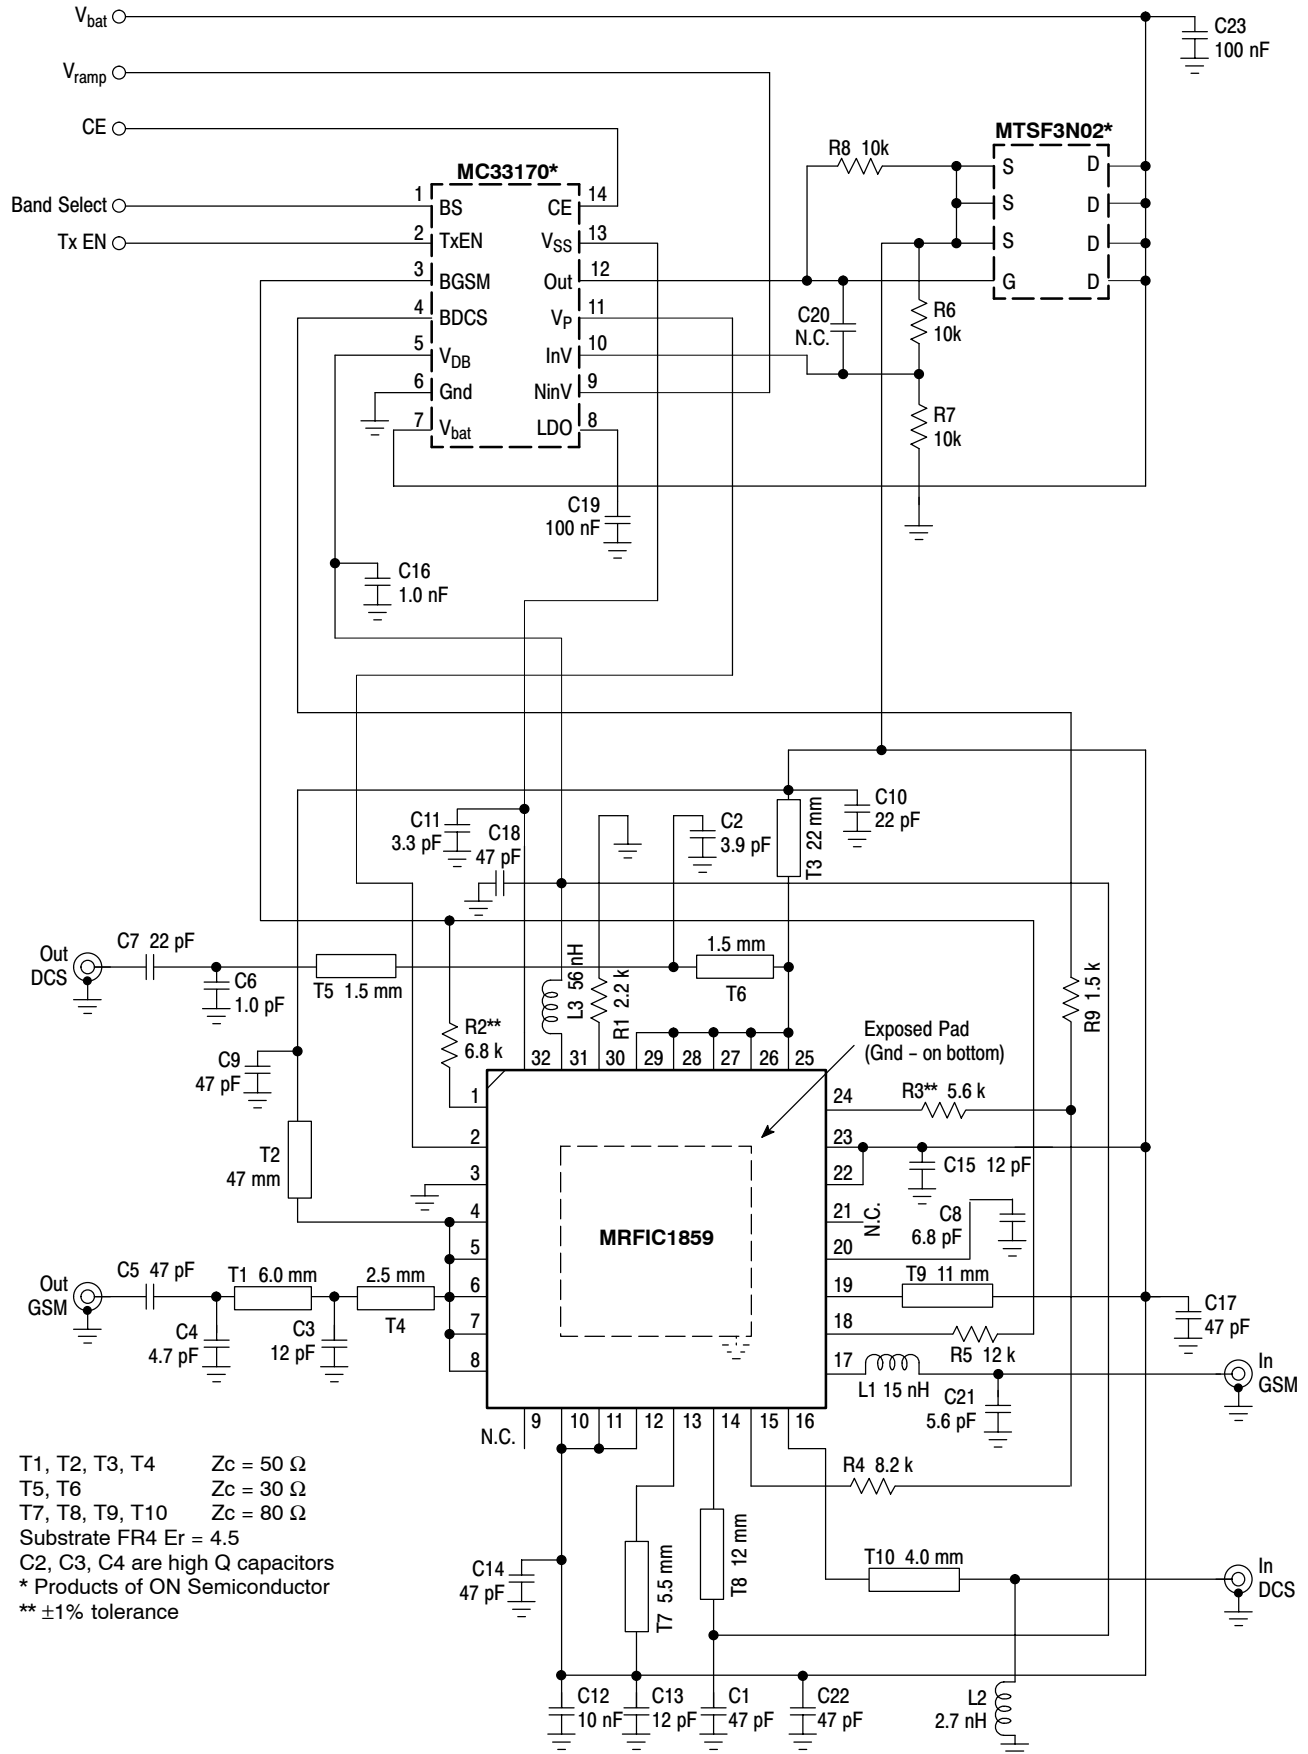 Vbat
C23
100 nF
Vramp
CE
MTSF3N02*
R8 10k
S D
S D
S D
G D
MC33170*
Band Select
Tx EN
1 BS CE 14
2 TxEN VSS 13
3 BGSM Out 12
4 BDCS VP 11
5 VDB InV 10
6 Gnd NinV 9
7 Vbat LDO 8
C20
N.C.
R6
10k
R7
10k
C19
100 nF
C16
1.0 nF
C11
3.3 pF
C18
47 pF
C2
3.9 pF
T3 22 mm
C10
22 pF
Out
DCS
C7 22 pF
C6
1.0 pF
T5 1.5 mm
1.5 mm
T6
L3 56 nH
R1 2.2 k
R9 1.5 k
R2**
6.8 k
C9
47 pF
Exposed Pad
(Gnd – on bottom)
32 31 30 29 28 27 26 25
1
2
3
4
5
6
7
8
24
23
22
21
20
19
18
17
R3** 5.6 k
C15 12 pF
N.C.
C8
6.8 pF
T9 11 mm
C17
47 pF
R5 12 k
L1 15 nH
C21
5.6 pF
In
GSM
T2
47 mm
MRFIC1859
Out
GSM
C5 47 pF
T1 6.0 mm
2.5 mm
T4
C4
4.7 pF
C3
12 pF
N.C.
9 10 11 12 13 14 15 16
R4 8.2 k
T1, T2, T3, T4 Zc = 50 Ω
T5, T6 Zc = 30 Ω
T7, T8, T9, T10 Zc = 80 Ω
Substrate FR4 Er = 4.5
C2, C3, C4 are high Q capacitors
* Products of ON Semiconductor
** ±1% tolerance
C14
47 pF
T7 5.5 mm
T8 12 mm
T10 4.0 mm
In
DCS
C12
10 nF
C13
12 pF
C1
47 pF
C22
47 pF
L2
2.7 nH